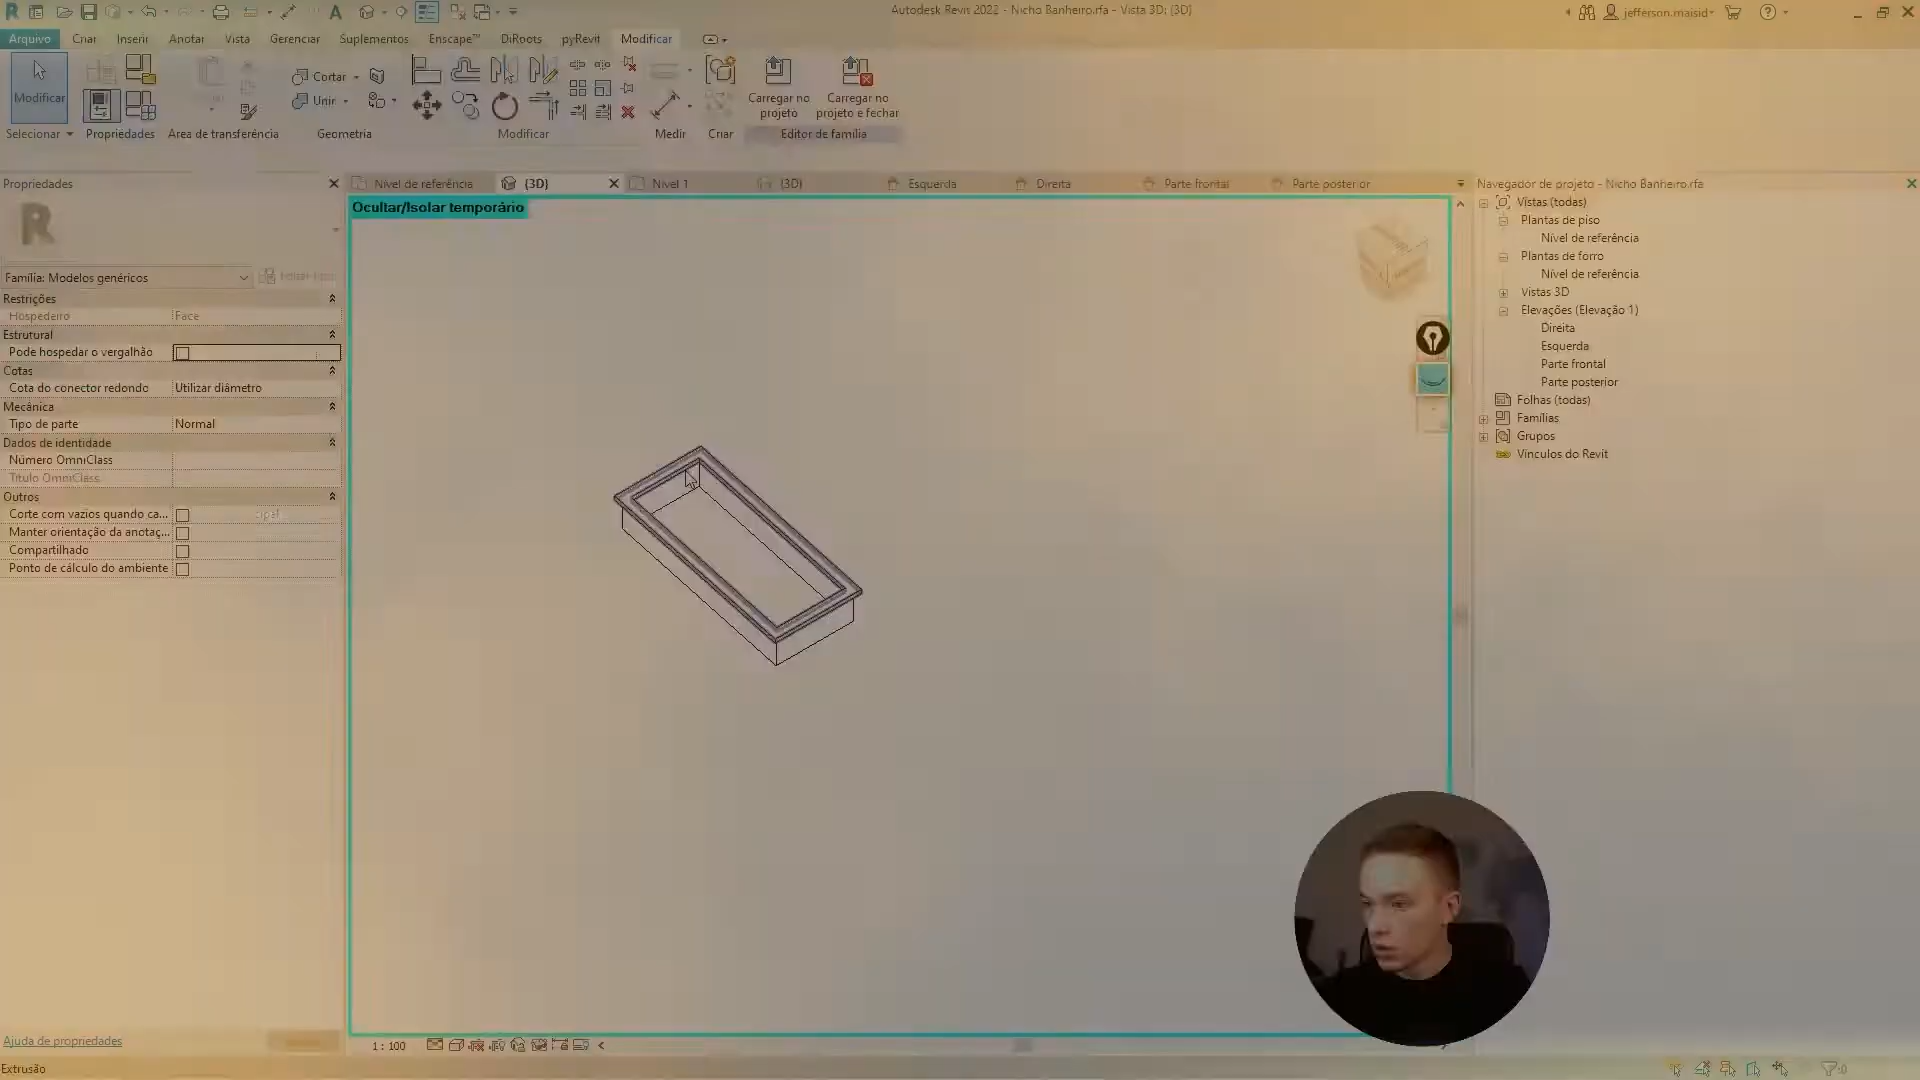 Autodesk Revit 2022 - Nicho Banheiro.rfa - Vista 3D: {3D}
jefferson.maisid
Arquivo Criar Inserir Anotar Vista Gerenciar Suplementos Enscape™ DiRoots pyRevit Modificar
Modificar
Cortar
Unir
Carregar no projeto
Carregar no projeto e fechar
Selecionar Propriedades Área de transferência Geometria Modificar Medir Criar Editor de família
Propriedades
Nível de referência {3D} Nível 1 {3D} Esquerda Direita Parte frontal Parte posterior
Navegador de projeto - Nicho Banheiro.rfa
Ocultar/Isolar temporário
R
Família: Modelos genéricos
Restrições
Hospedeiro Face
Estrutural
Pode hospedar o vergalhão
Cotas
Cota do conector redondo Utilizar diâmetro
Mecânica
Tipo de parte Normal
Dados de identidade
Número OmniClass
Título OmniClass
Outros
Corte com vazios quando ca...
Manter orientação da anotaç...
Compartilhado
Ponto de cálculo do ambiente
Vistas (todas)
Plantas de piso
Nível de referência
Plantas de forro
Nível de referência
Vistas 3D
Elevações (Elevação 1)
Direita
Esquerda
Parte frontal
Parte posterior
Folhas (todas)
Famílias
Grupos
Vínculos do Revit
Ajuda de propriedades
1 : 100
Extrusão
:0